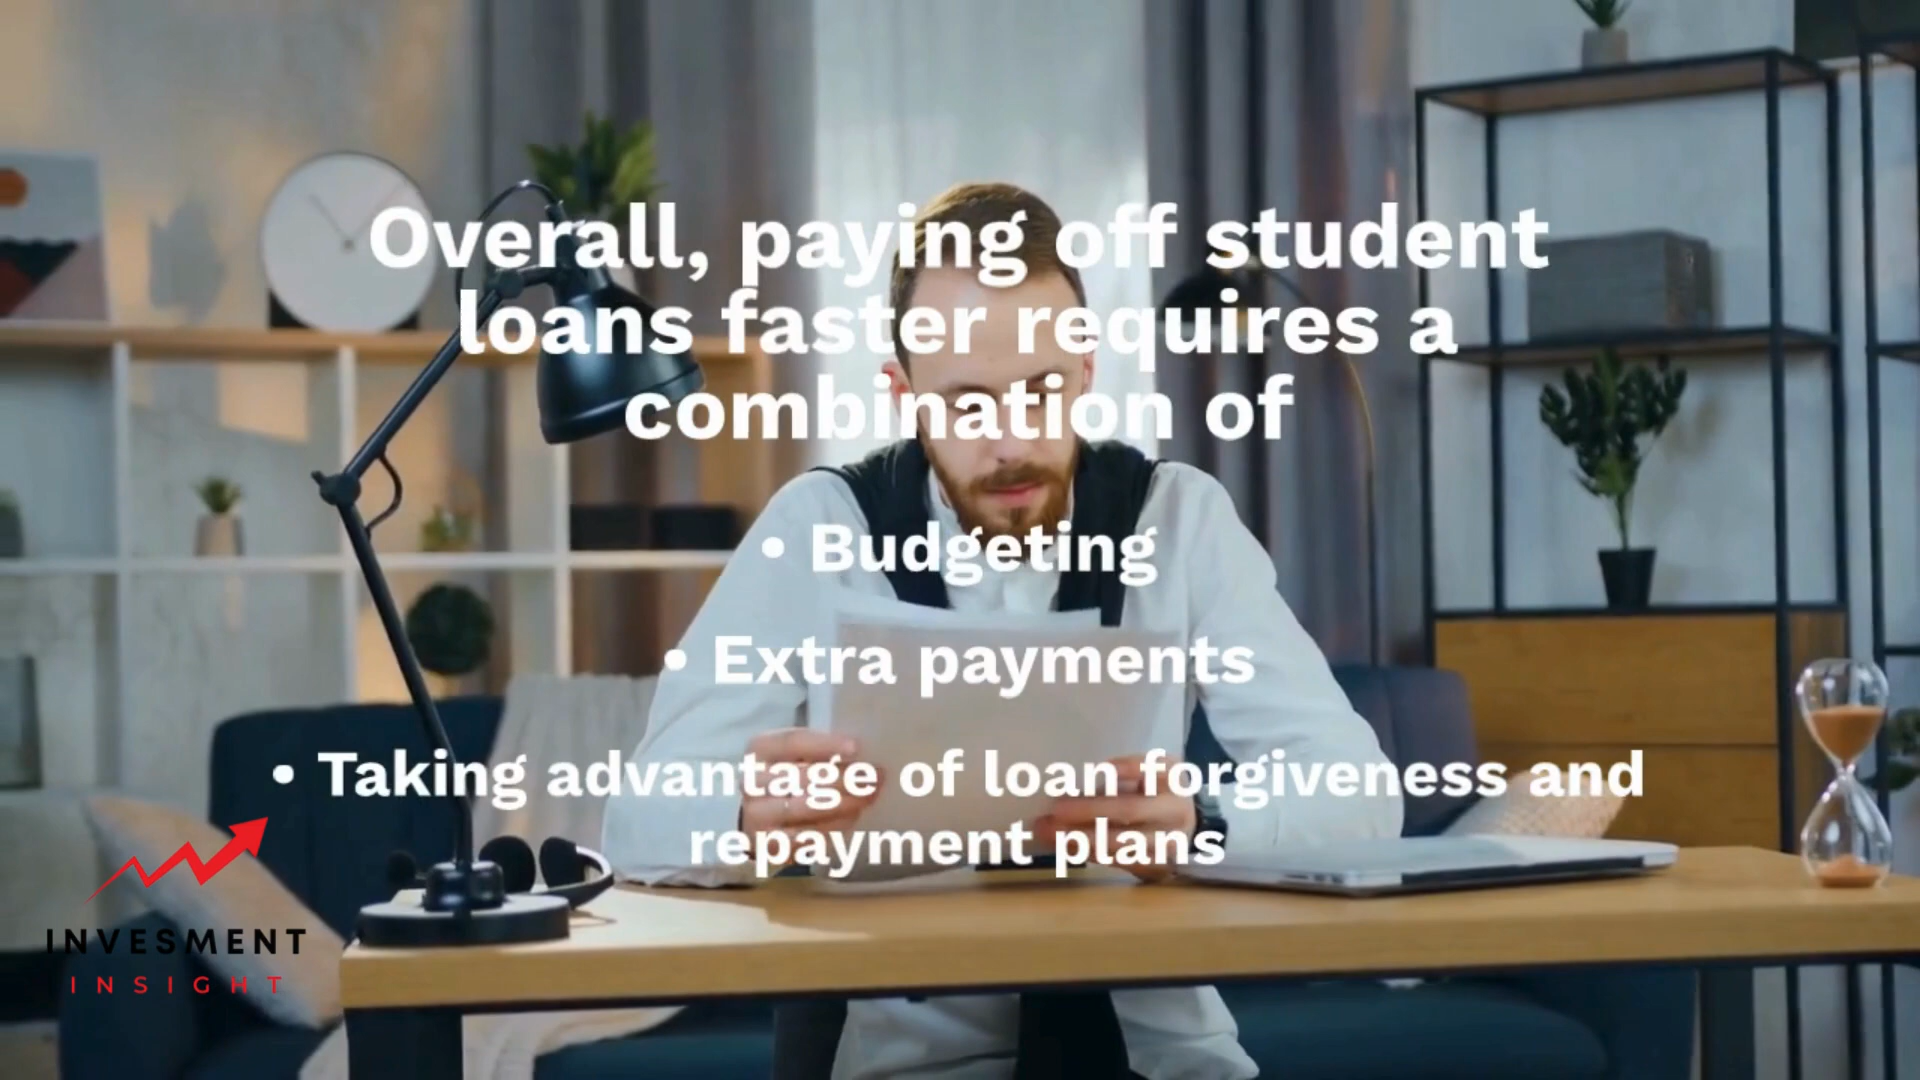 Overall, paying off student
loans faster requires a
combination of
• Budgeting
• Extra payments
• Taking advantage of loan forgiveness and
repayment plans
INVESMENT
INSIGHT